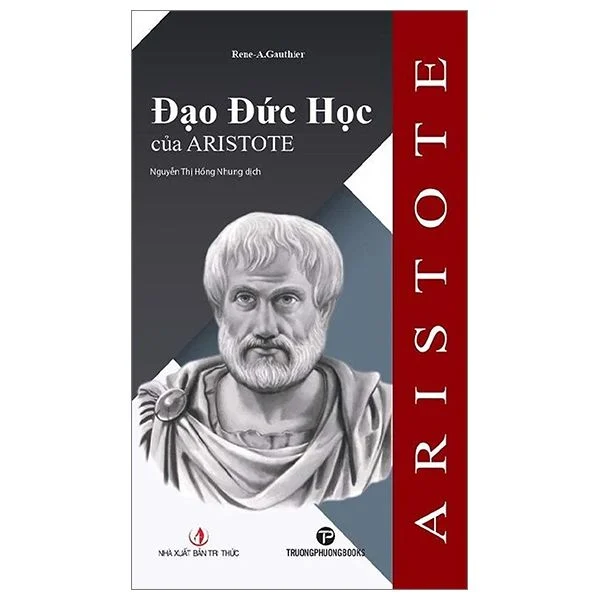 Rene-A.Gauthier
Đạo Đức Học
của ARISTOTE
Nguyễn Thị Hồng Nhung dịch
ARISTOTE
NHÀ XUẤT BẢN TRI THỨC
TP
TRUONGPHUONGBOOKS